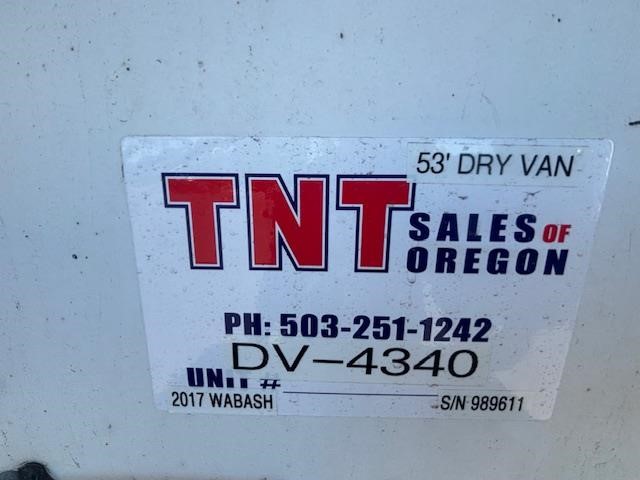 53' DRY VAN
TNT SALES OF
OREGON
PH: 503-251-1242
UNIT # DV-4340
2017 WABASH S/N 989611